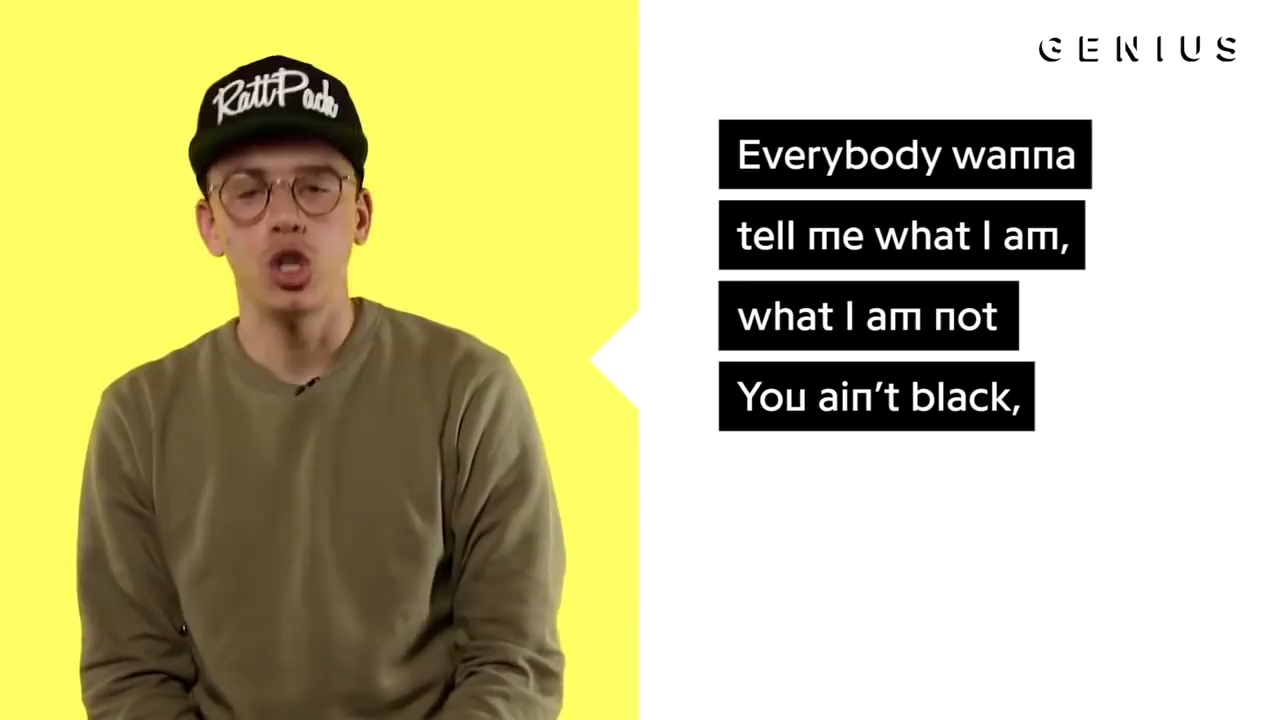 RattPack
GENIUS
Everybody wanna
tell me what I am,
what I am not
You ain't black,